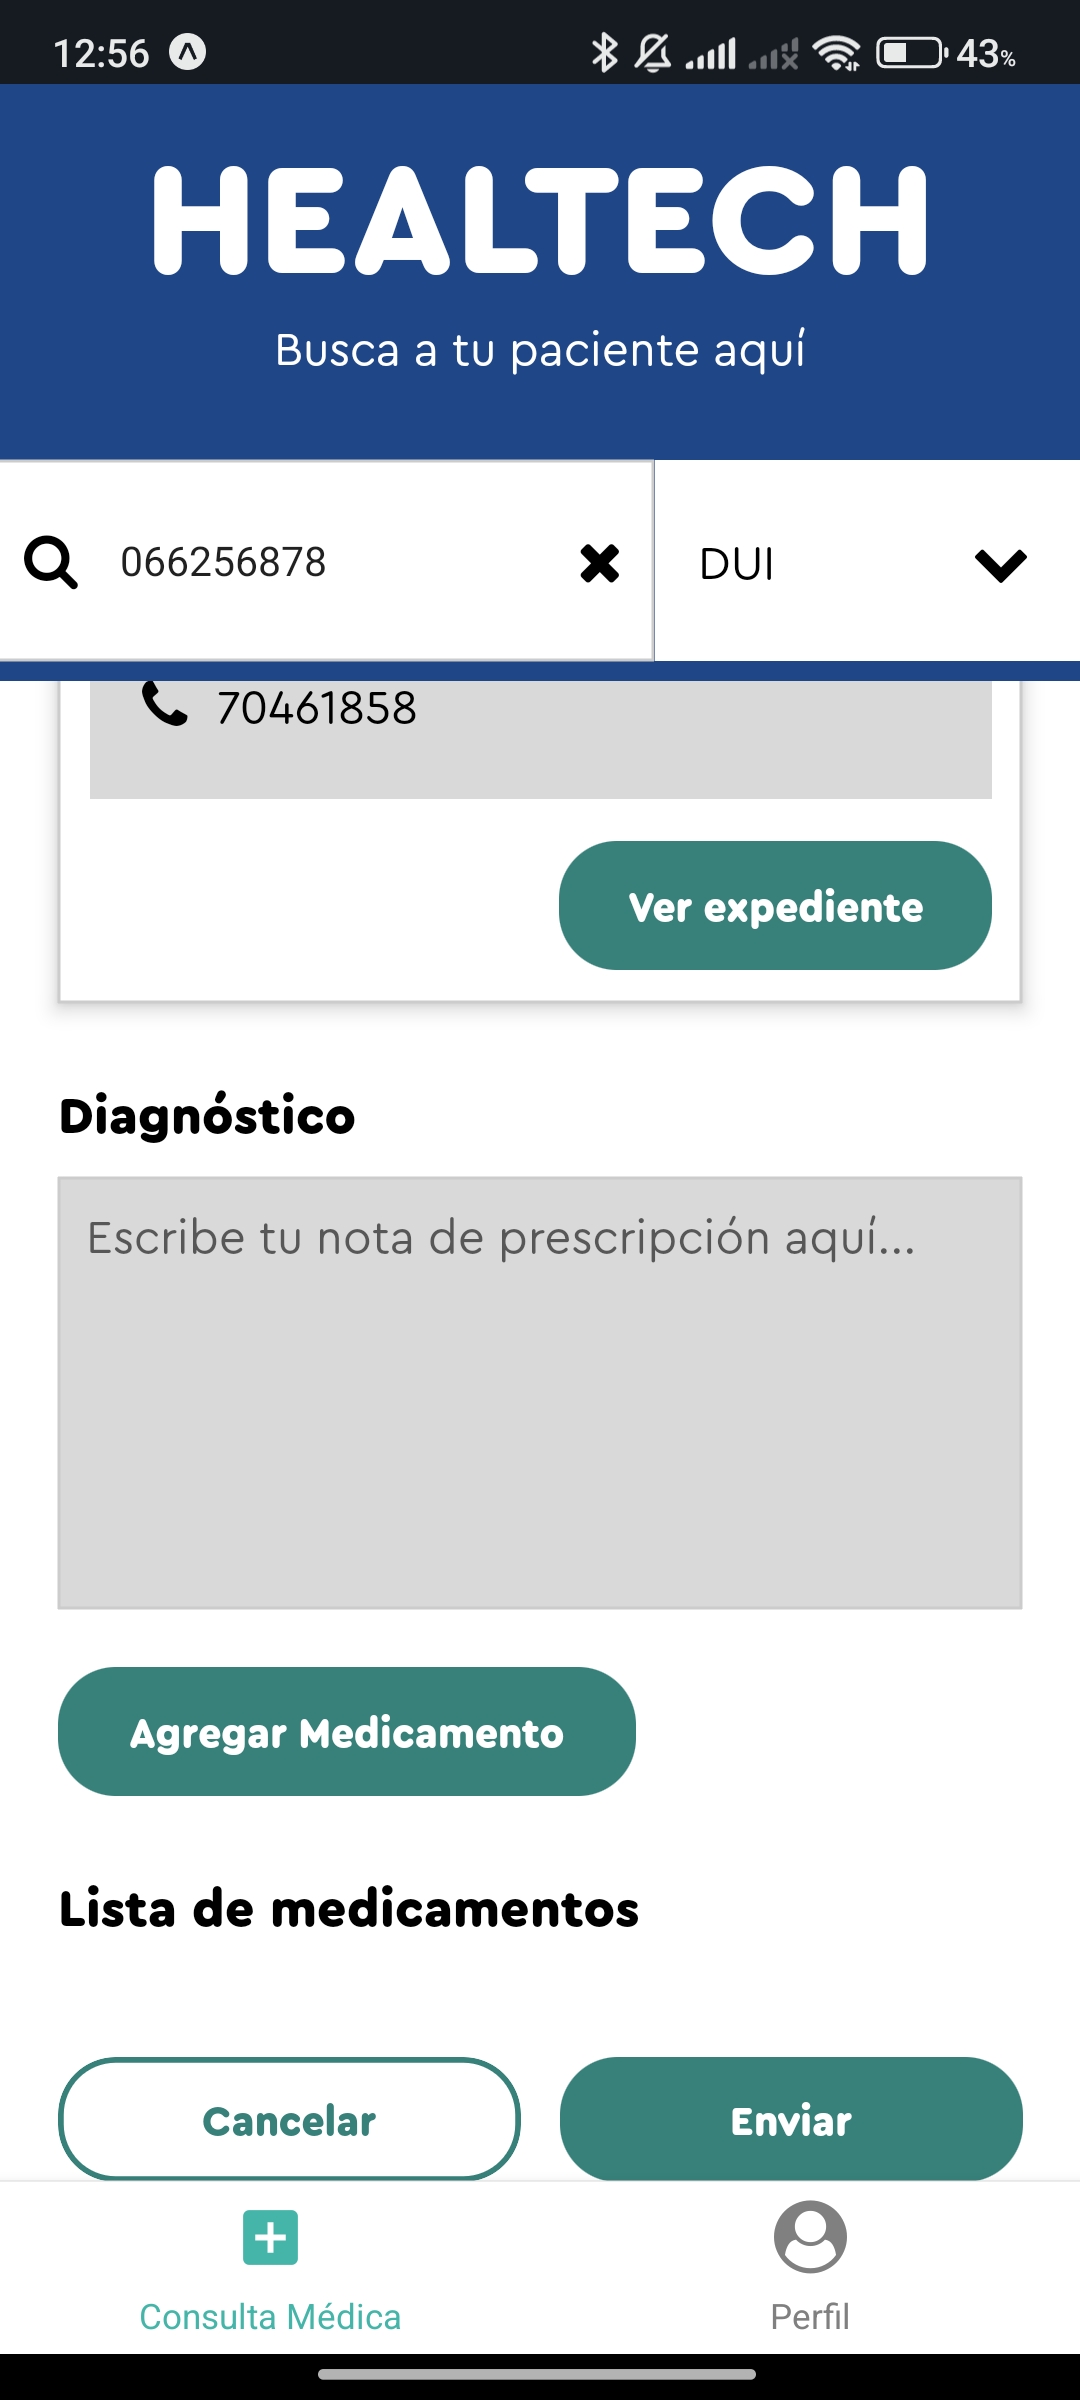 12:56
43%
HEALTECH
Busca a tu paciente aquí
066256878
DUI
70461858
Ver expediente
Diagnóstico
Escribe tu nota de prescripción aquí...
Agregar Medicamento
Lista de medicamentos
Cancelar
Enviar
Consulta Médica
Perfil